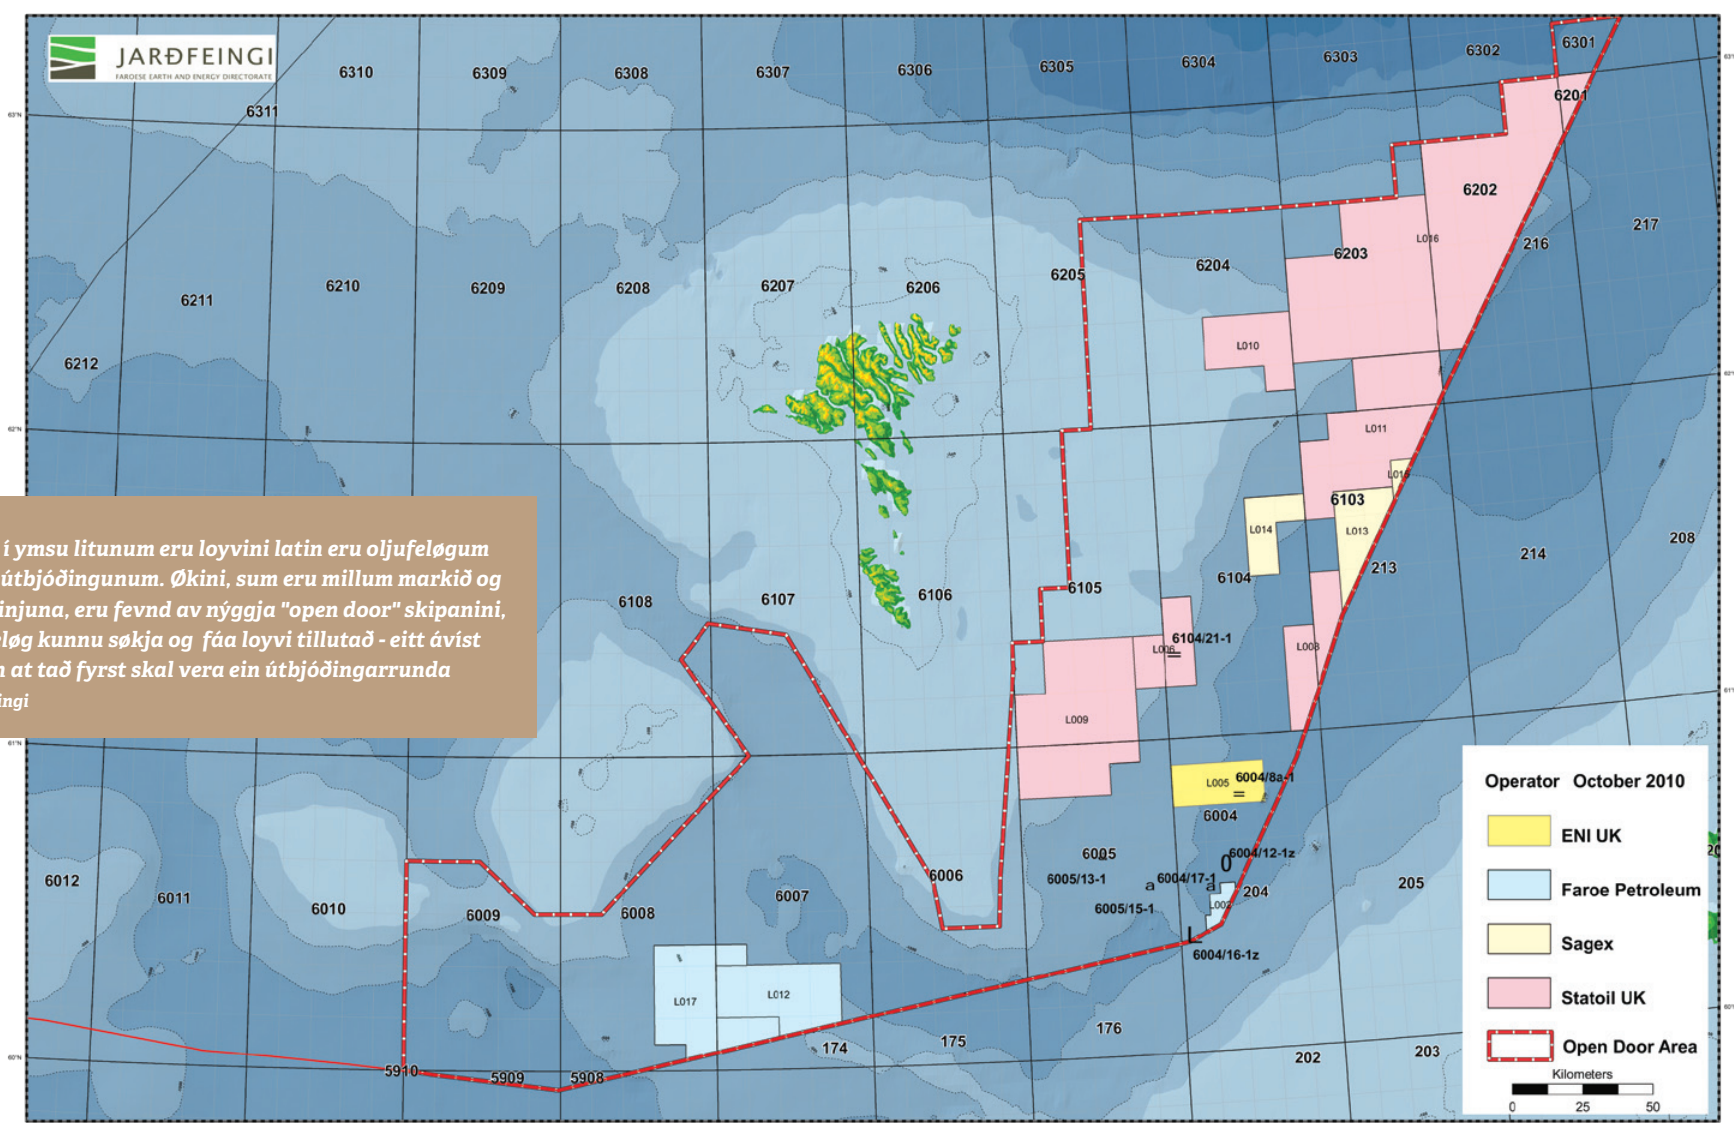 JARÐFEINGI
FAROESE EARTH AND ENERGY DIRECTORATE
6310
6309
6308
6307
6306
6305
6304
6303
6302
6301
6311
6201
63°N
6202
217
216
6203
L016
6204
6205
6206
6207
6208
6209
6210
6211
6212
L010
62°N
L011
6103
L013
L014
213
214
208
6104
6105
6106
6107
6108
í ymsu litunum eru loyvini latin eru oljufeløgum
útbjóðingunum. Økini, sum eru millum markið og
injuna, eru fevnd av nýggja "open door" skipanini,
løg kunnu søkja og fáa loyvi tillutað - eitt ávíst
at tað fyrst skal vera ein útbjóðingarrunda
ngi
6104/21-1
L006
L008
L009
61°N
L005
6004/8a-1
6004
6005
6004/12-1z
6005/13-1
a
6004/17-1
a
204
205
6005/15-1
6004/16-1z
6006
6007
6008
6009
6010
6011
6012
L017
L012
174
175
176
202
203
60°N
5910
5909
5908
Operator October 2010
ENI UK
Faroe Petroleum
Sagex
Statoil UK
Open Door Area
Kilometers
0 25 50